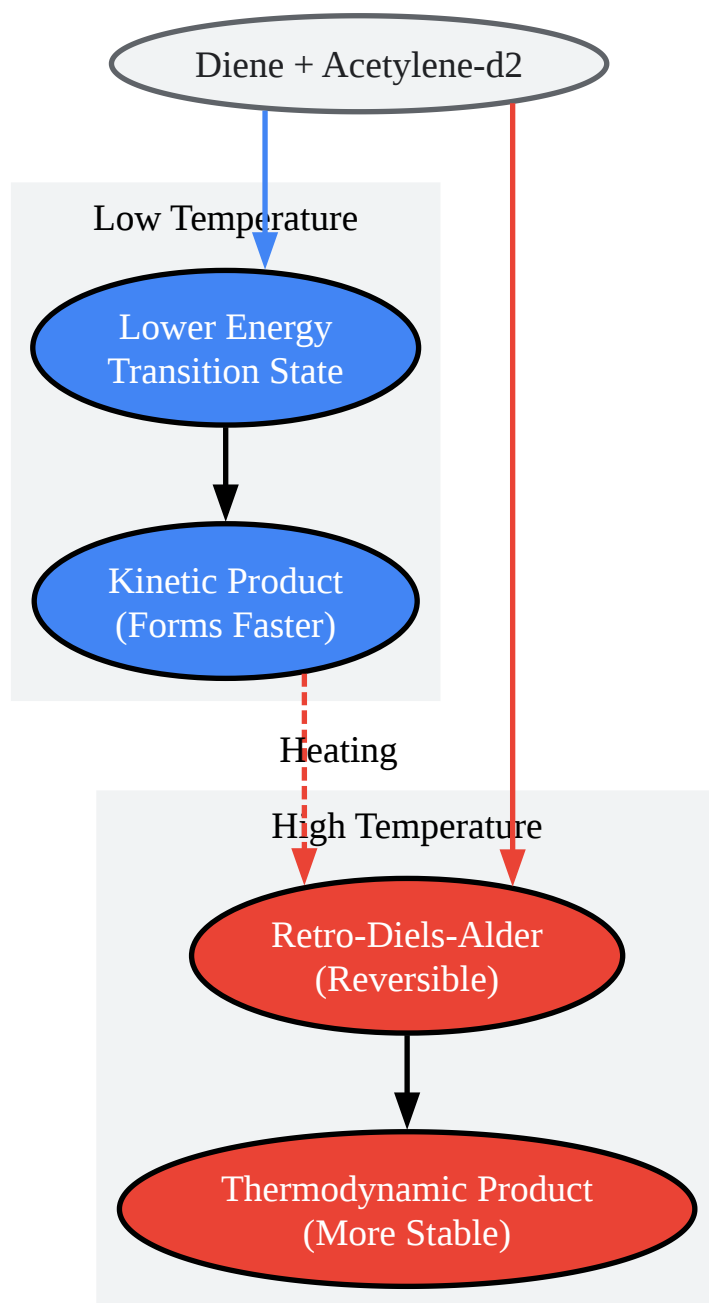 Diene + Acetylene-d2
Low Temperature
Lower Energy
Transition State
Kinetic Product
(Forms Faster)
Heating
High Temperature
Retro-Diels-Alder
(Reversible)
Thermodynamic Product
(More Stable)